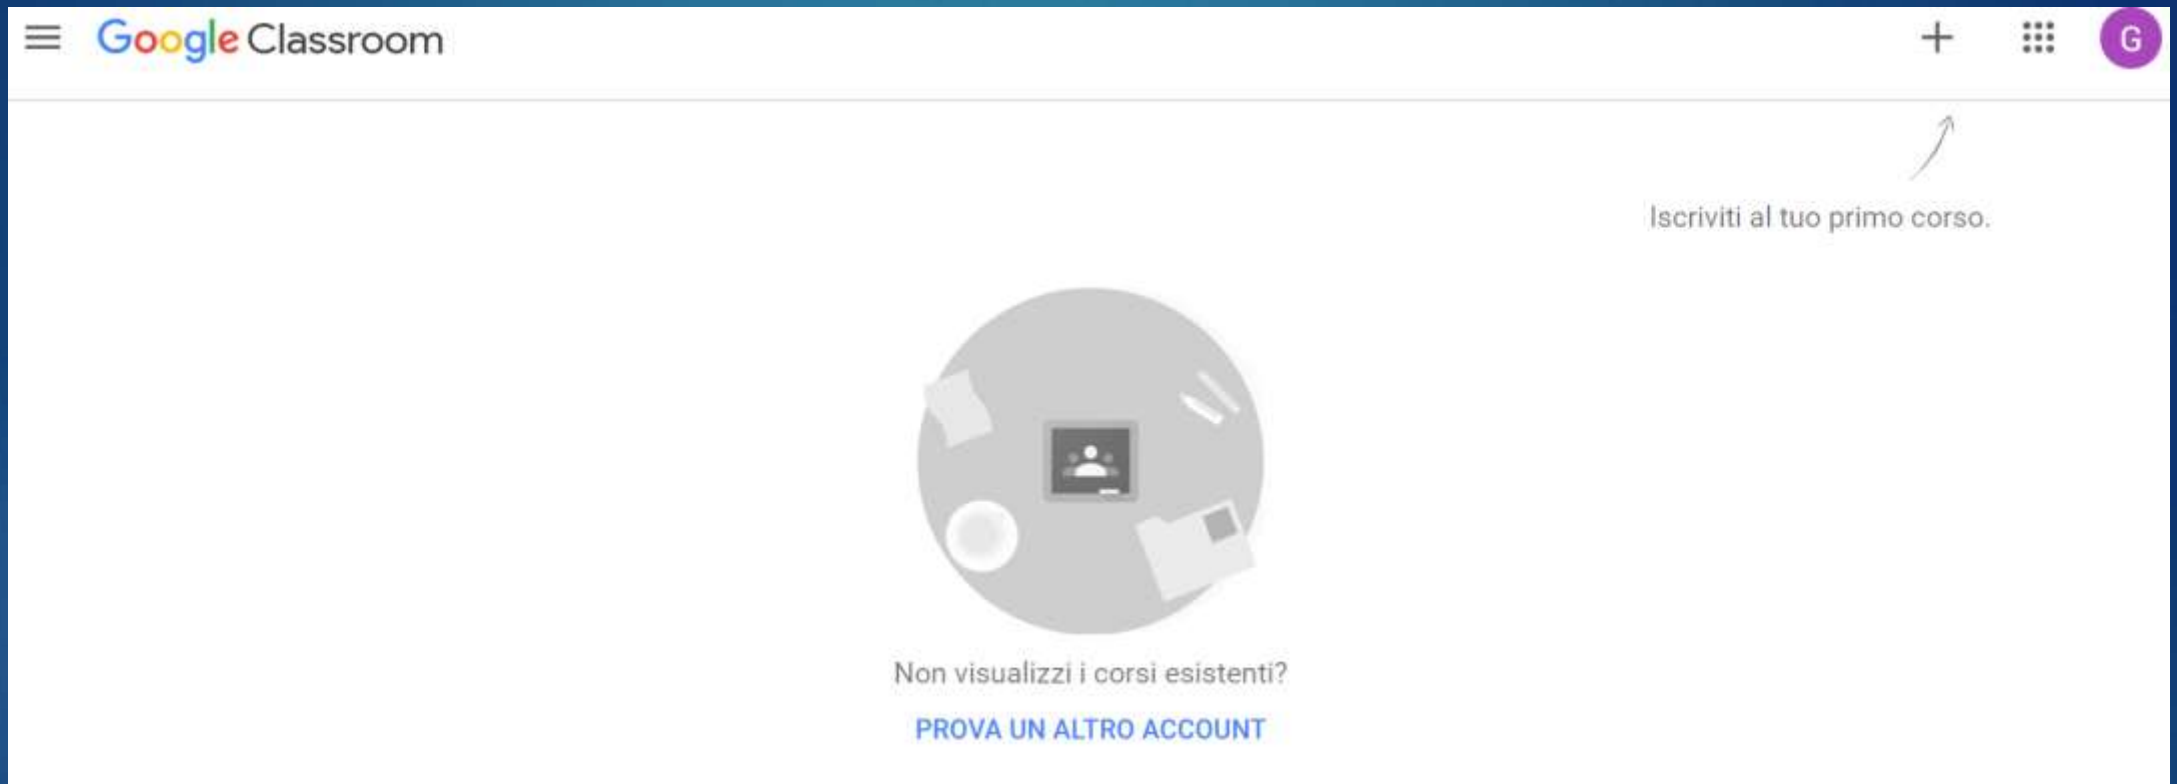 Google Classroom
G
Iscriviti al tuo primo corso.
Non visualizzi i corsi esistenti?
PROVA UN ALTRO ACCOUNT